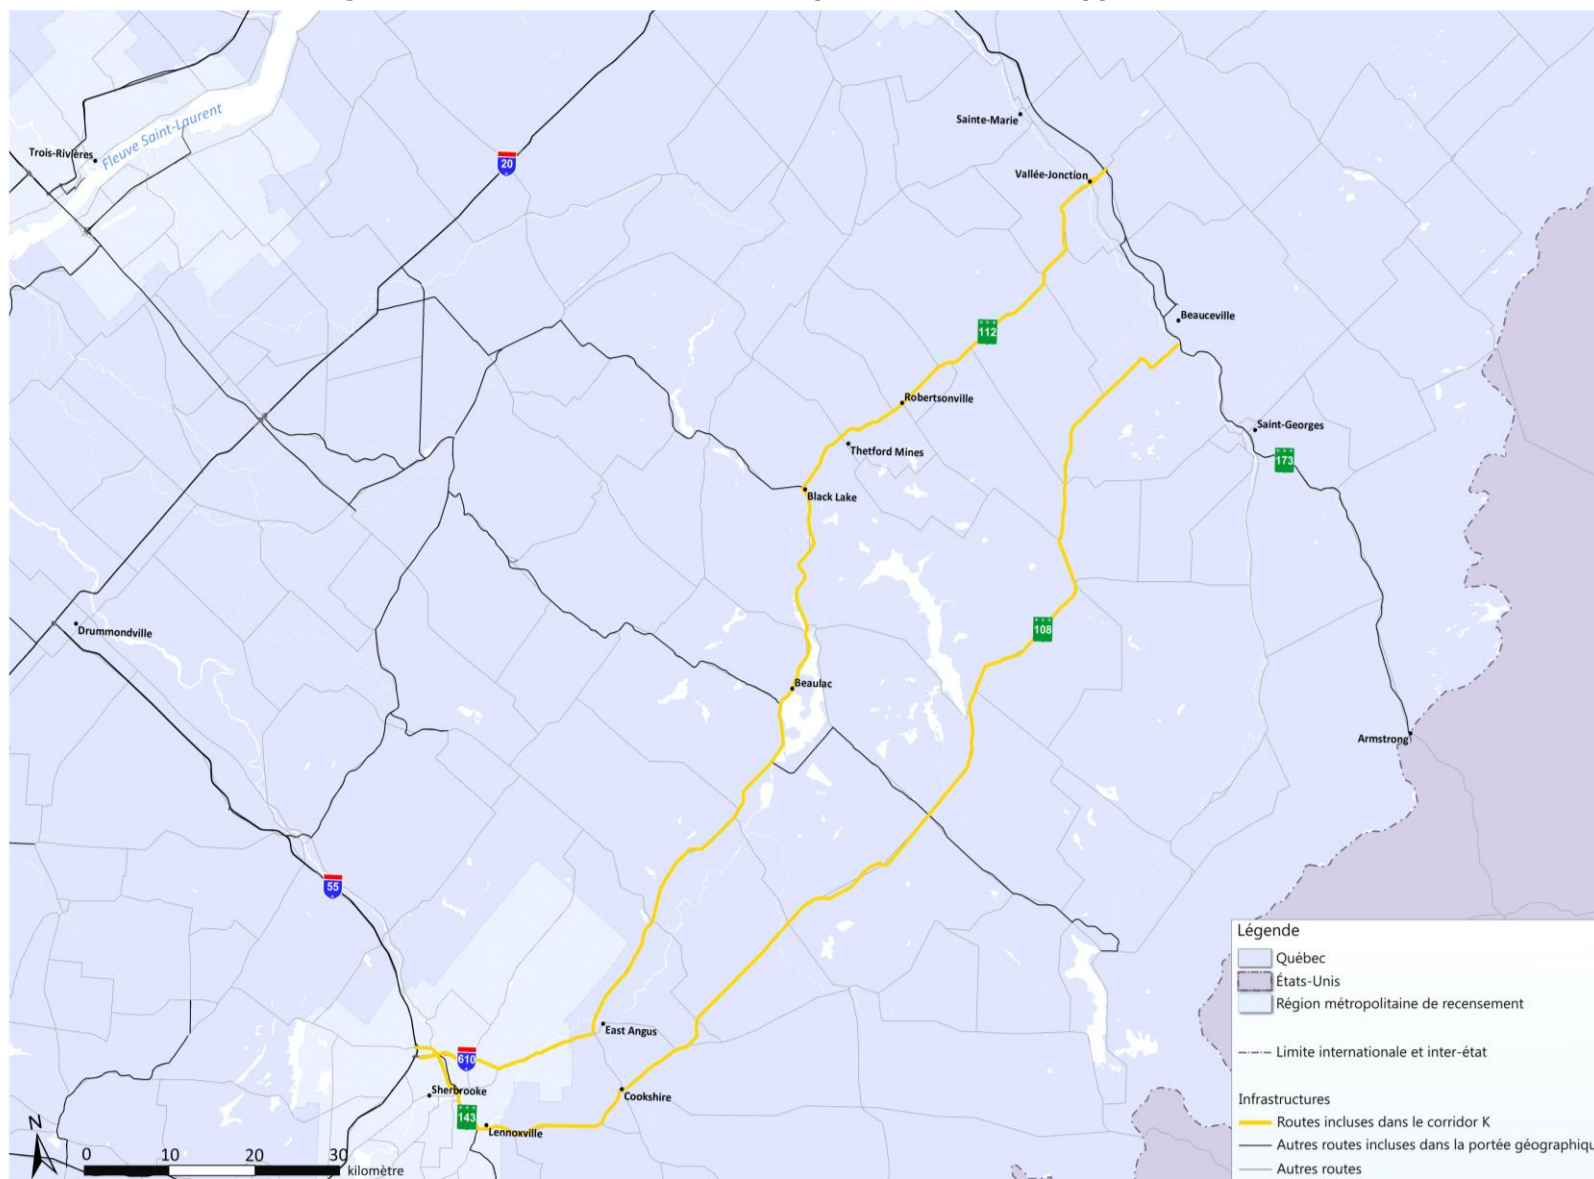 Sainte-Marie
Trois-Rivières
Fleuve Saint-Laurent
20
Vallée-Jonction
Beauceville
112
Robertsonville
Saint-Georges
Thetford Mines
173
Black Lake
Drummondville
108
Beaulac
Armstrong
55
East Angus
610
Sherbrooke
Cookshire
143
Lennoxville
N
0 10 20 30
kilomètre
Légende
Québec
États-Unis
Région métropolitaine de recensement
Limite internationale et inter-état
Infrastructures
Routes incluses dans le corridor K
Autres routes incluses dans la portée géographiqu
Autres routes